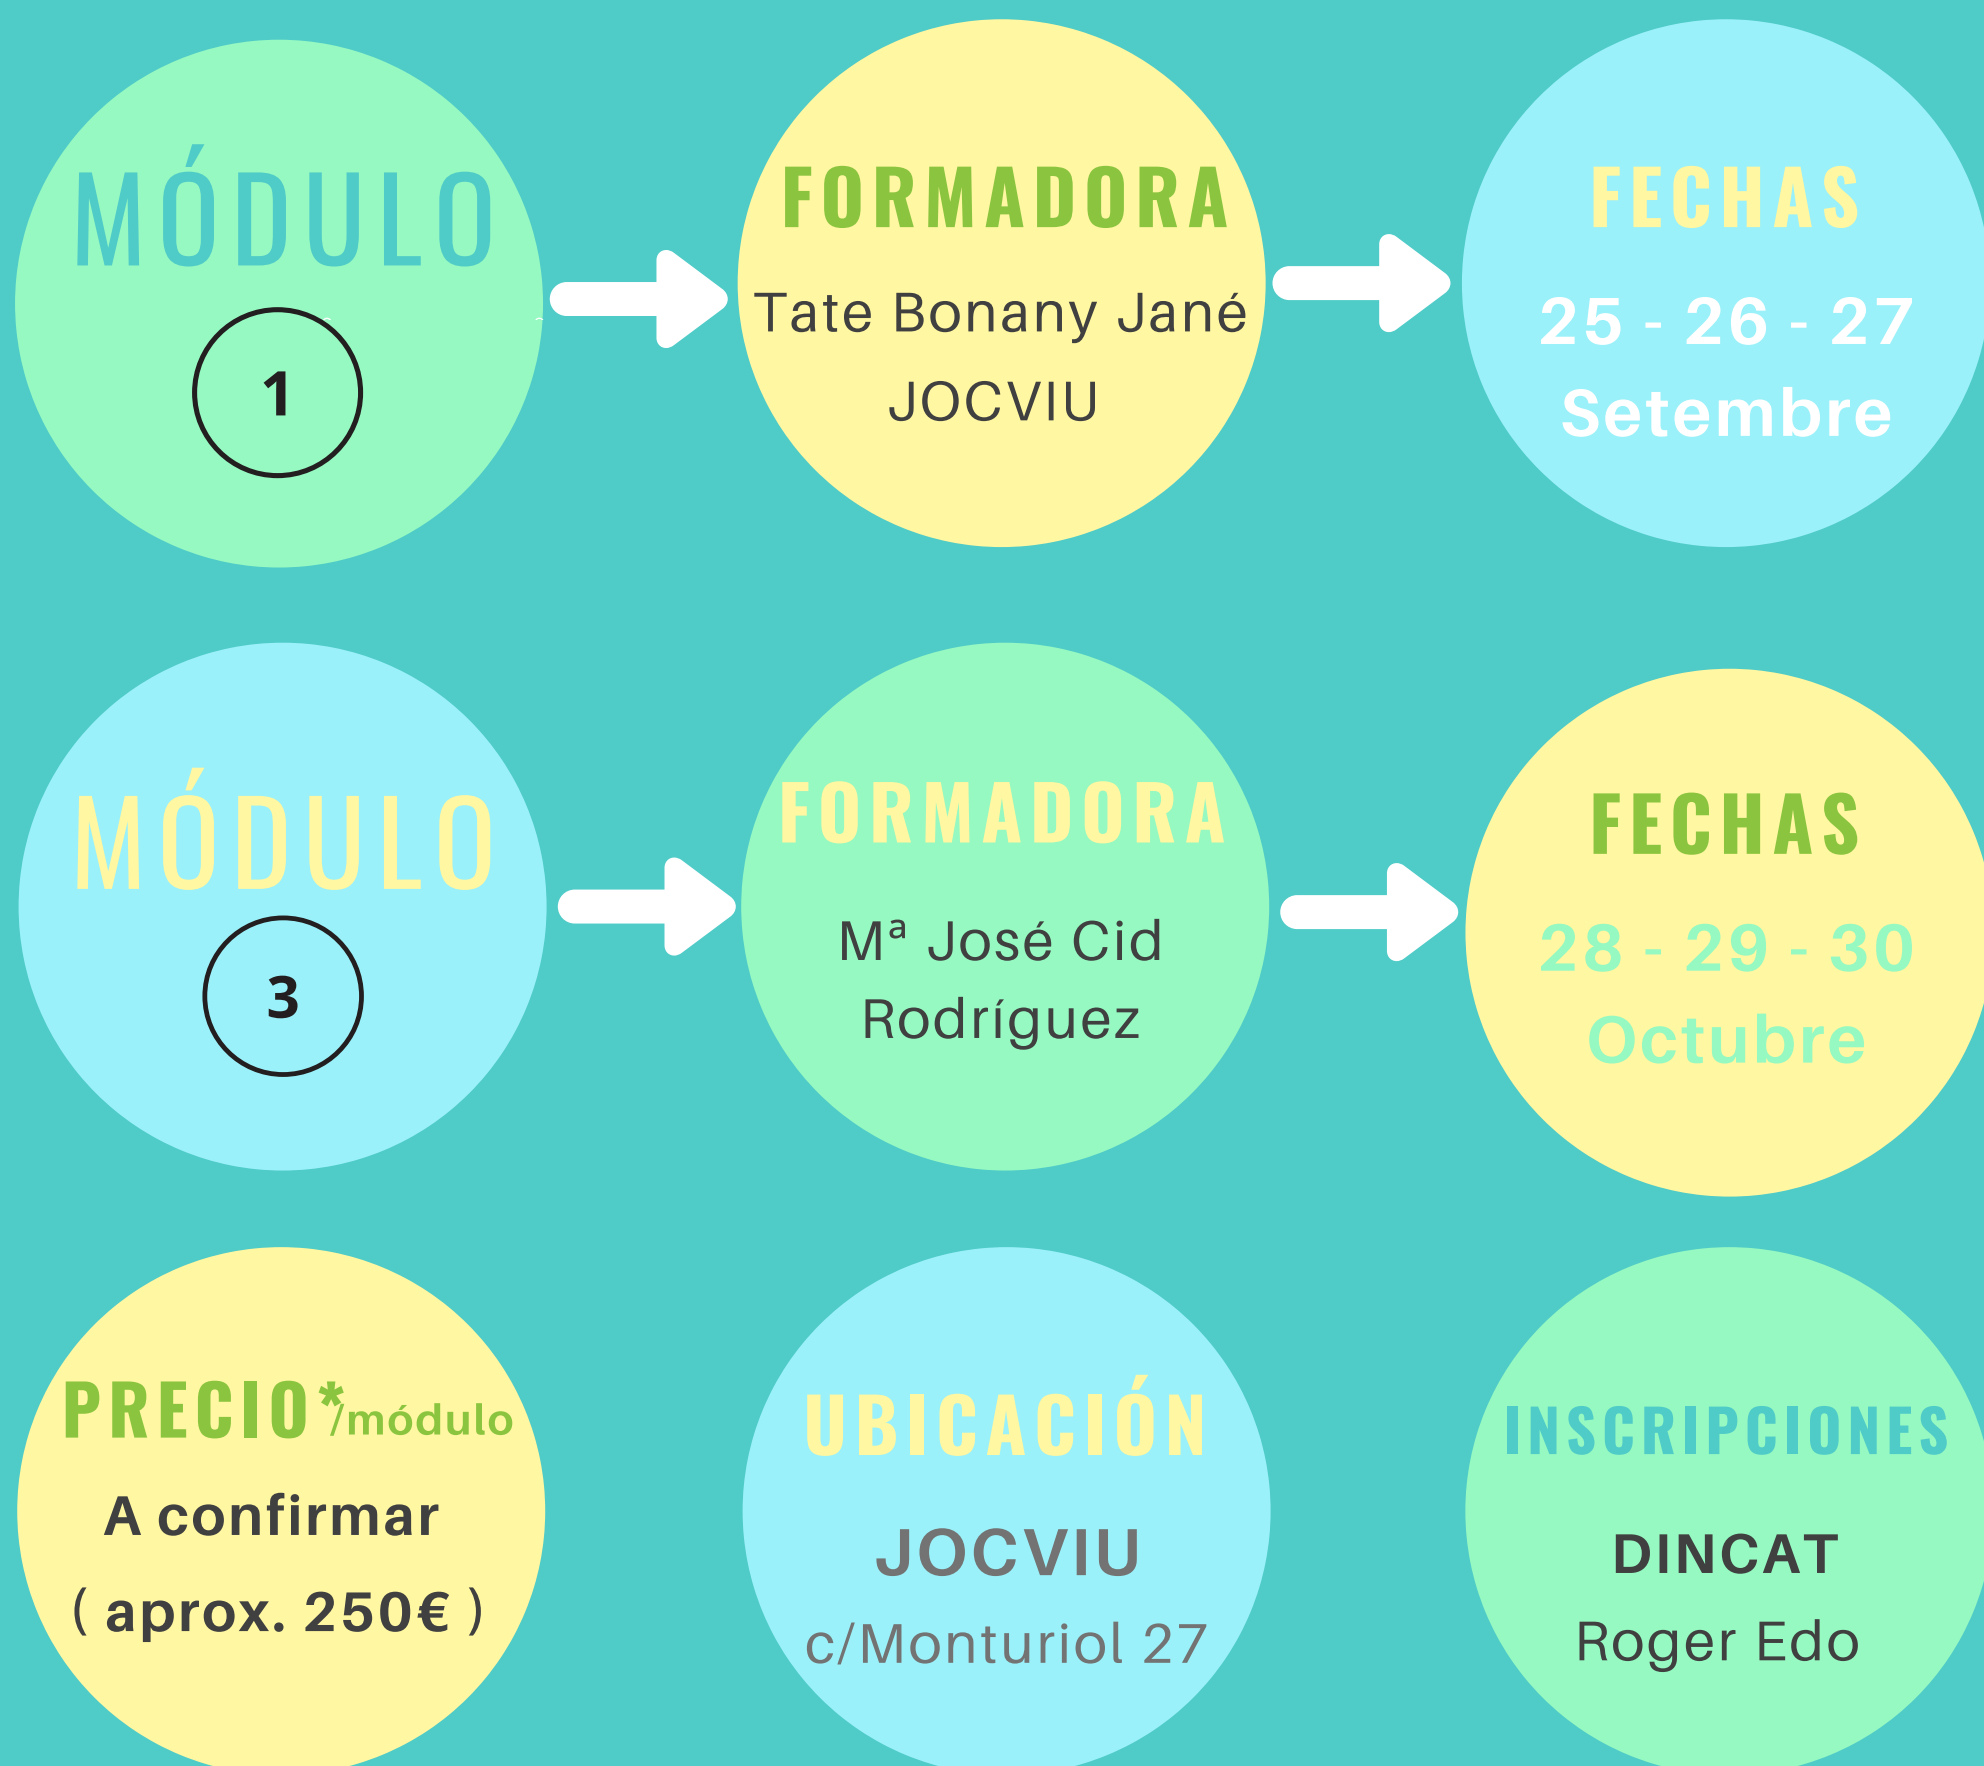 MÓDULO
1
FORMADORA
Tate Bonany Jané
JOCVIU
FECHAS
25 - 26 - 27
Setembre
MÓDULO
3
FORMADORA
Mª José Cid
Rodríguez
FECHAS
28 - 29 - 30
Octubre
PRECIO*/módulo
A confirmar
( aprox. 250€ )
UBICACIÓN
JOCVIU
c/Monturiol 27
INSCRIPCIONES
DINCAT
Roger Edo